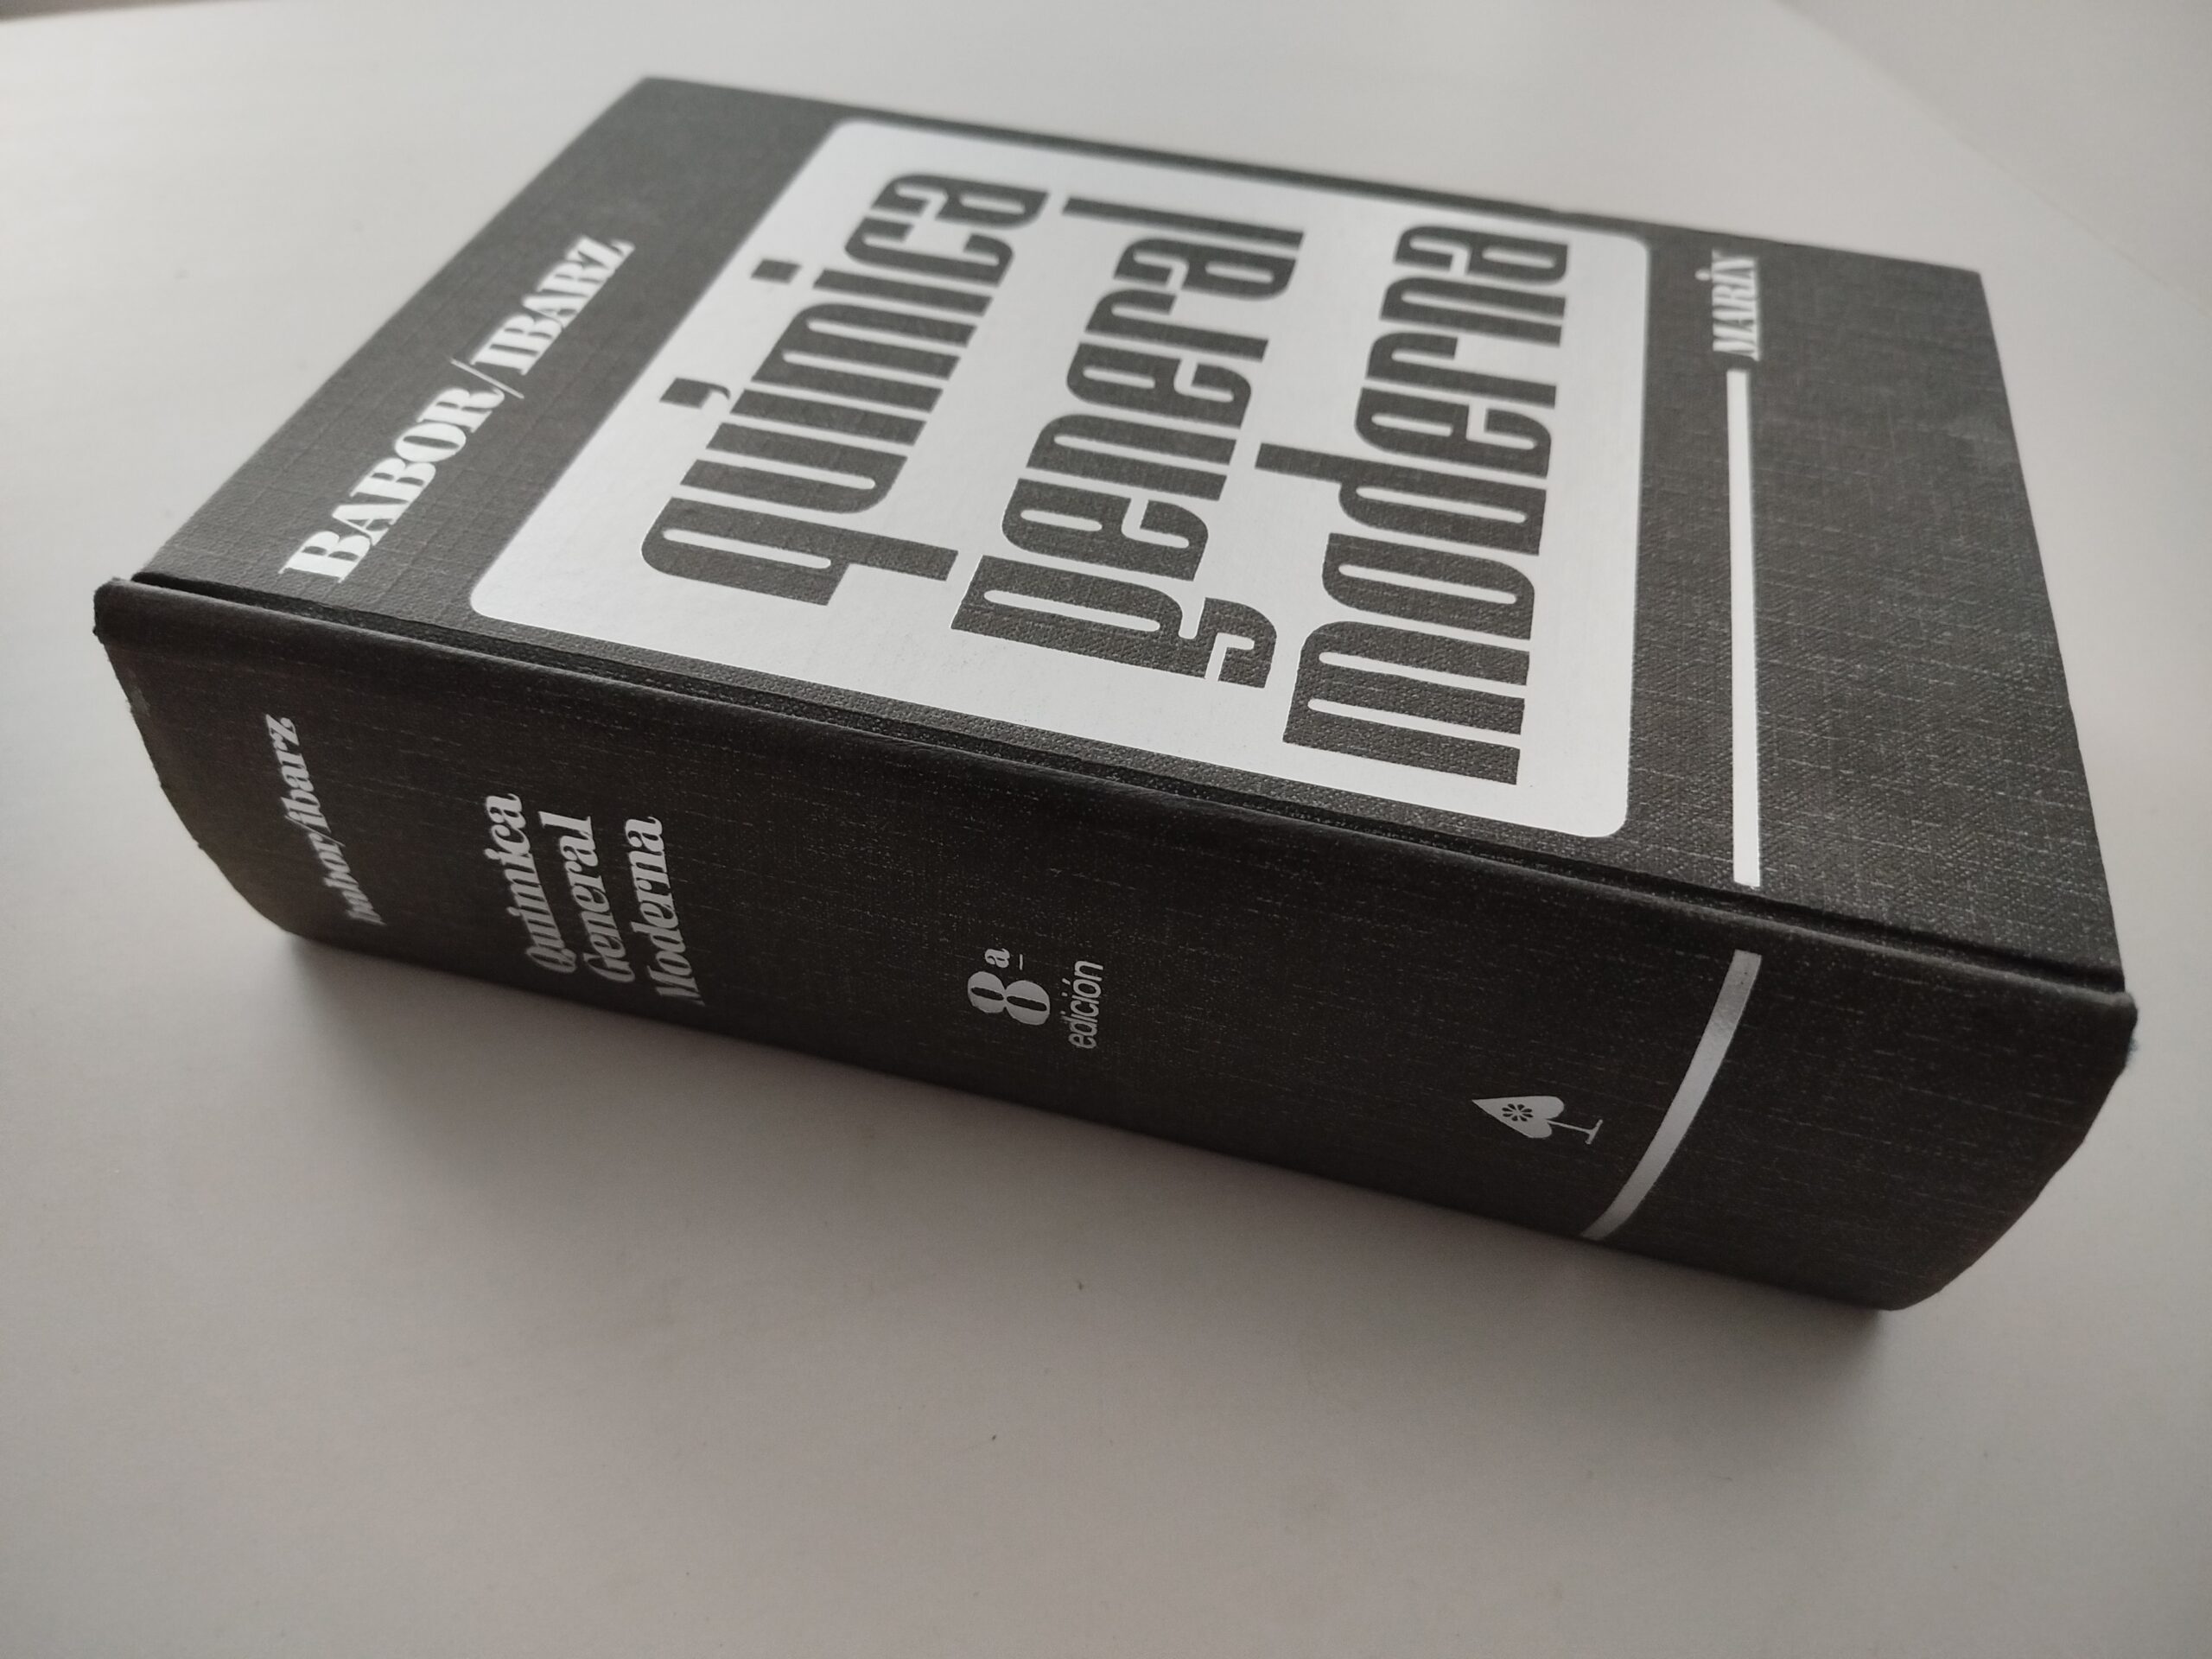 BABOR/IBARZ
química
general
moderna
MARÍN
babor/ibarz
Química
General
Moderna
8ª
edición